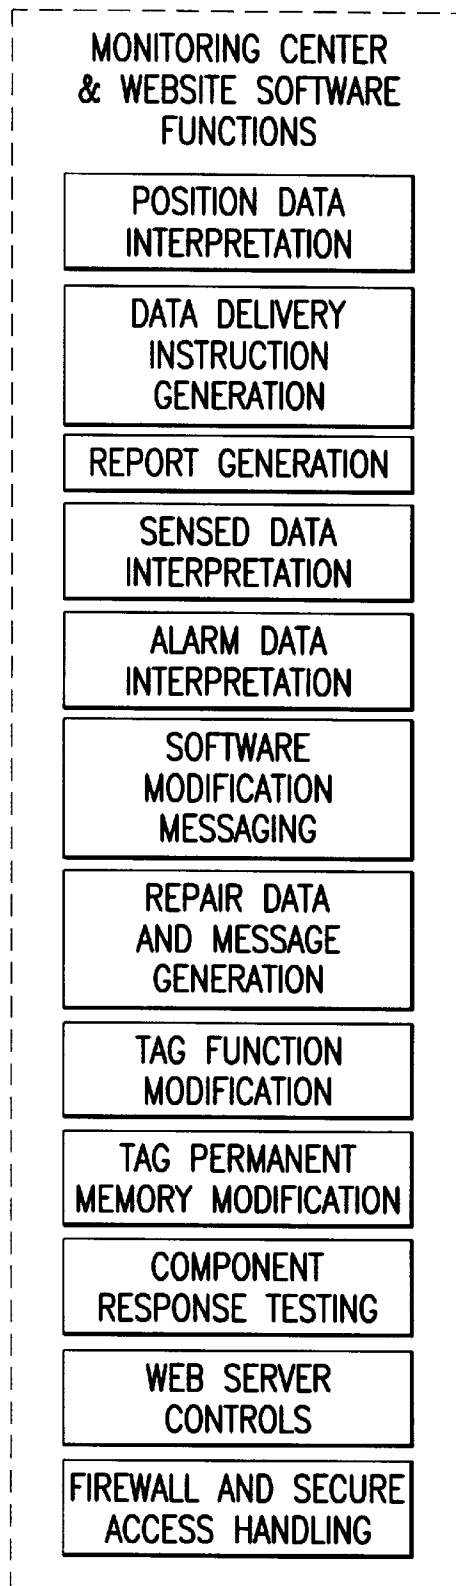 MONITORING CENTER
& WEBSITE SOFTWARE
FUNCTIONS
POSITION DATA
INTERPRETATION
DATA DELIVERY
INSTRUCTION
GENERATION
REPORT GENERATION
SENSED DATA
INTERPRETATION
ALARM DATA
INTERPRETATION
SOFTWARE
MODIFICATION
MESSAGING
REPAIR DATA
AND MESSAGE
GENERATION
TAG FUNCTION
MODIFICATION
TAG PERMANENT
MEMORY MODIFICATION
COMPONENT
RESPONSE TESTING
WEB SERVER
CONTROLS
FIREWALL AND SECURE
ACCESS HANDLING